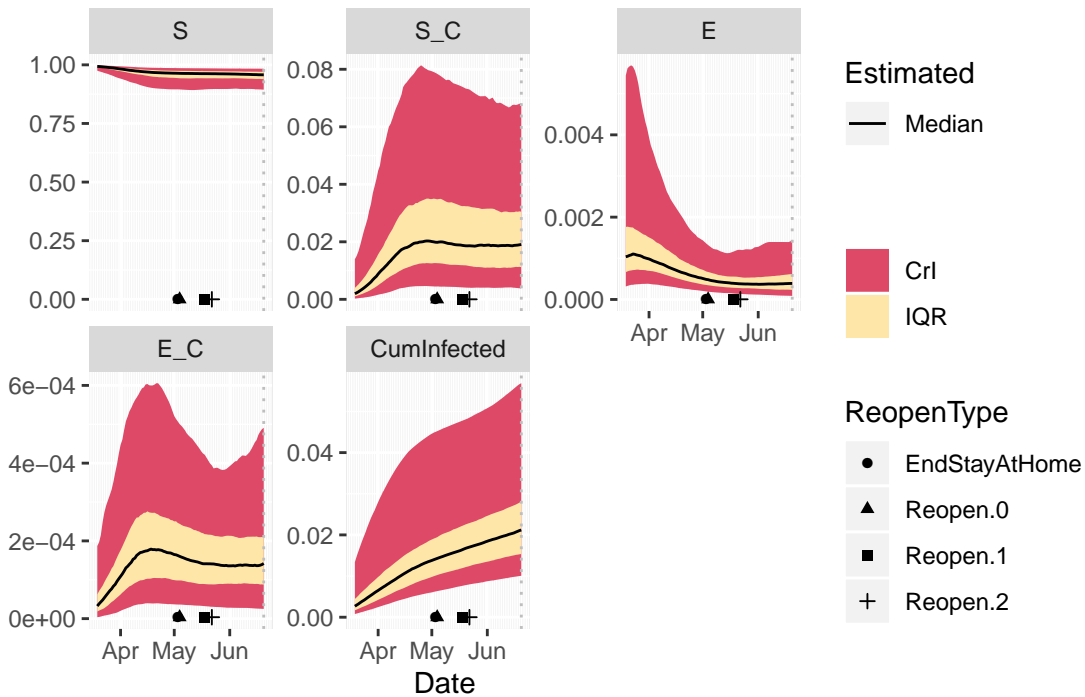 S
S_C
E
1.00
0.75
0.50
0.25
0.00
0.08
0.06
0.04
0.02
0.00
0.004
0.002
0.000
Apr May Jun
E_C
CumInfected
6e−04
4e−04
2e−04
0e+00
0.04
0.02
0.00
Apr May Jun
Apr May Jun
Date
Estimated
Median
CrI
IQR
ReopenType
EndStayAtHome
Reopen.0
Reopen.1
Reopen.2